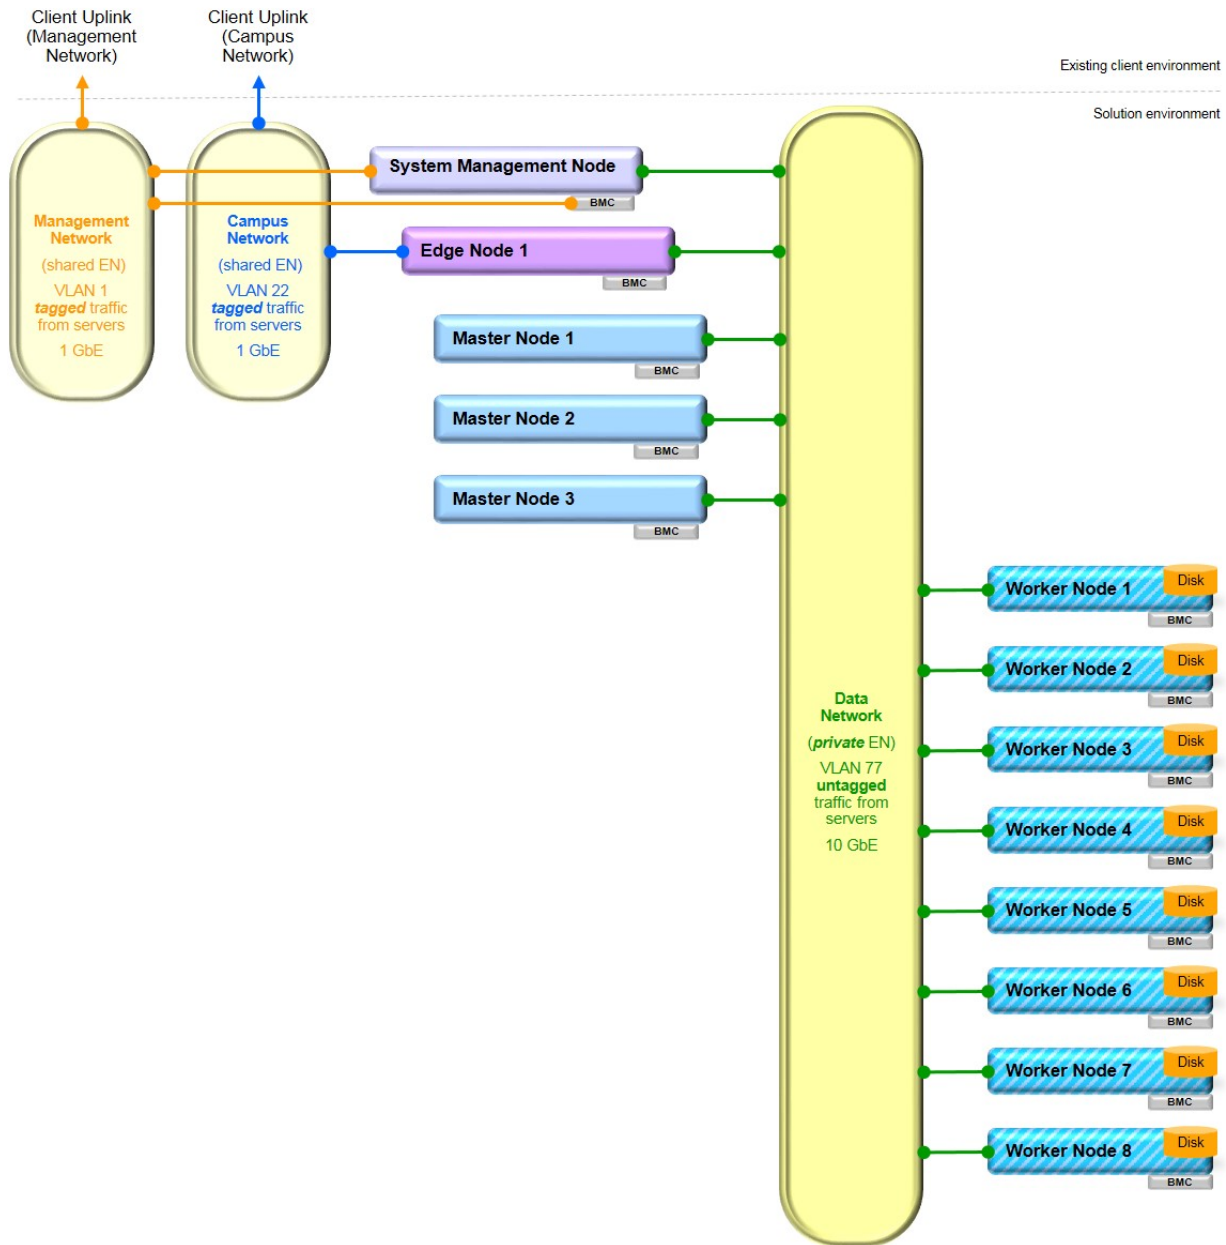 Client Uplink
(Management
Network)
Client Uplink
(Campus
Network)
Existing client environment
Solution environment
Management
Network
(shared EN)
VLAN 1
tagged traffic
from servers
1 GbE
Campus
Network
(shared EN)
VLAN 22
tagged traffic
from servers
1 GbE
System Management Node
BMC
Edge Node 1
BMC
Master Node 1
BMC
Master Node 2
BMC
Master Node 3
BMC
Data
Network
(private EN)
VLAN 77
untagged
traffic from
servers
10 GbE
Worker Node 1
Disk
BMC
Worker Node 2
Disk
BMC
Worker Node 3
Disk
BMC
Worker Node 4
Disk
BMC
Worker Node 5
Disk
BMC
Worker Node 6
Disk
BMC
Worker Node 7
Disk
BMC
Worker Node 8
Disk
BMC